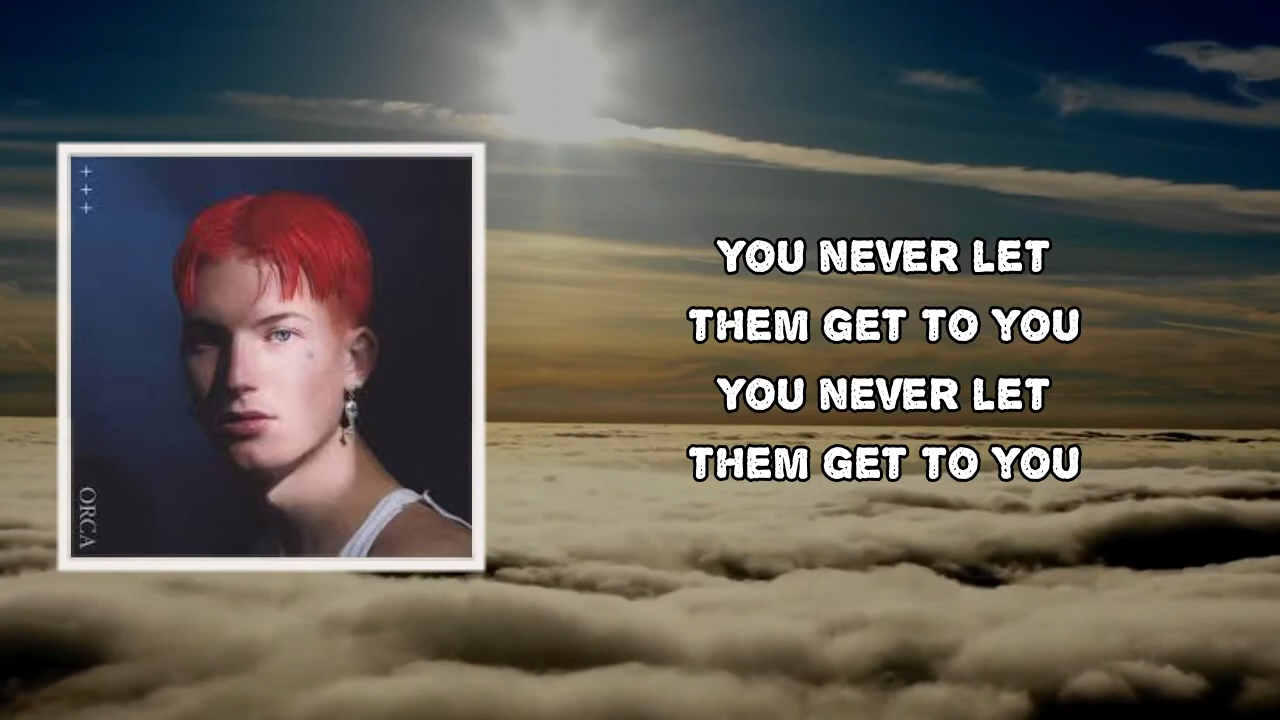 + + +
ORCA
YOU NEVER LET
THEM GET TO YOU
YOU NEVER LET
THEM GET TO YOU